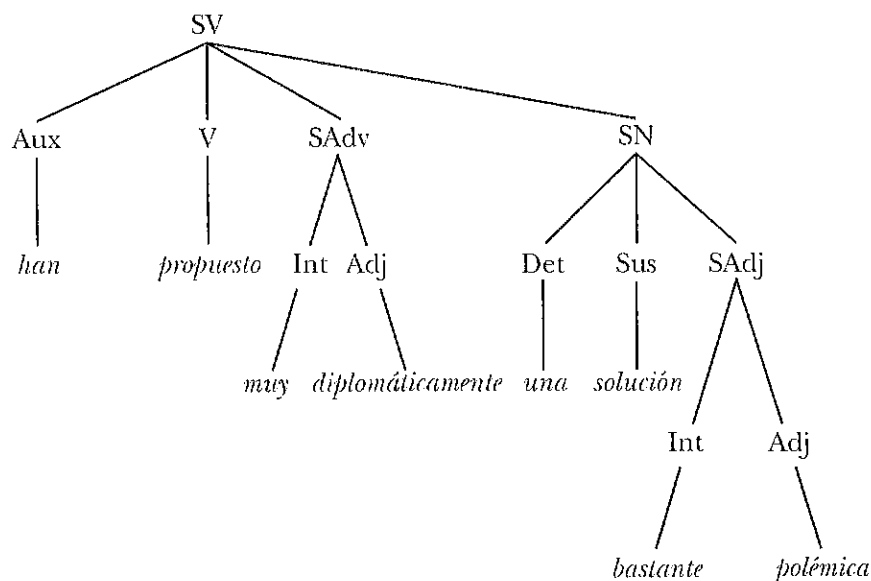 SV
Aux V SAdv SN
han propuesto Int Adj Det Sus SAdj
muy diplomáticamente una solución
Int Adj
bastante polémica